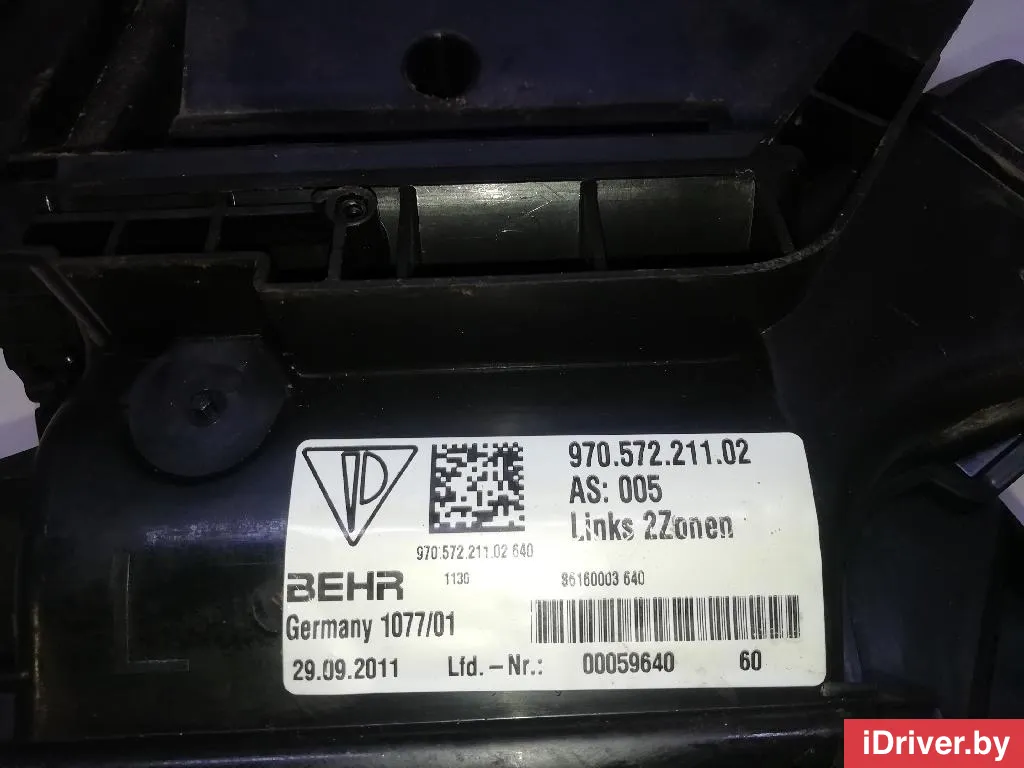 970.572.211.02
AS: 005
Links 2Zonen
970.572.211.02 640
1130 86160003 640
BEHR
Germany 1077/01
29.09.2011 Lfd.-Nr.: 00059640 60
iDriver.by